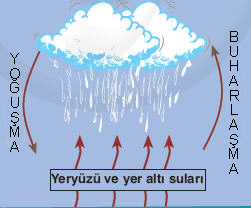 YOĞUŞMA
BUHARLAŞMA
Yeryüzü ve yer altı suları